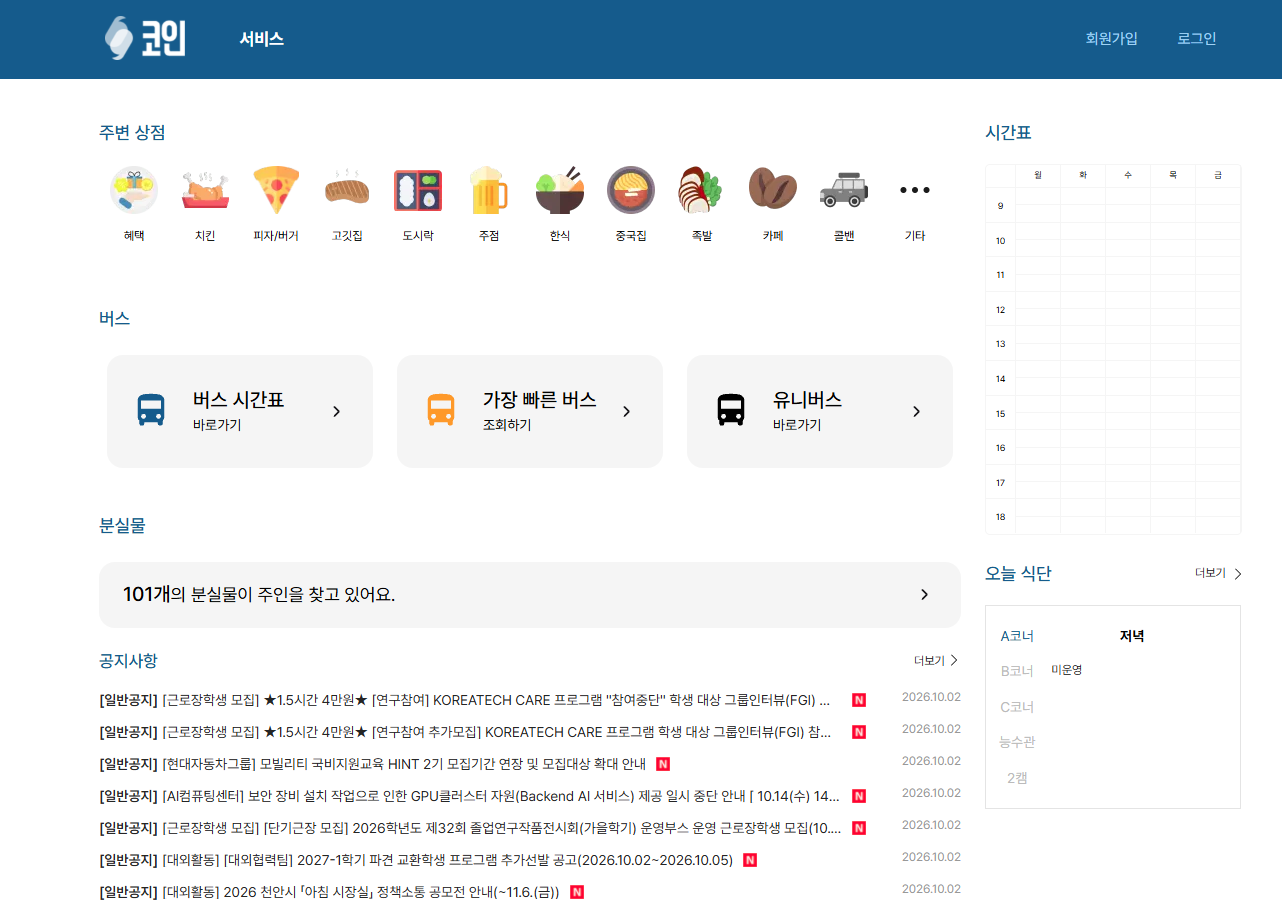 코인
서비스
회원가입
로그인
주변 상점
혜택
치킨
피자/버거
고깃집
도시락
주점
한식
중국집
족발
카페
콜밴
기타
버스
버스 시간표
바로가기
가장 빠른 버스
조회하기
유니버스
바로가기
분실물
101개의 분실물이 주인을 찾고 있어요.
공지사항
더보기
[일반공지] [근로장학생 모집] ★1.5시간 4만원★ [연구참여] KOREATECH CARE 프로그램 "참여중단" 학생 대상 그룹인터뷰(FGI) ... N 2026.10.02
[일반공지] [근로장학생 모집] ★1.5시간 4만원★ [연구참여 추가모집] KOREATECH CARE 프로그램 학생 대상 그룹인터뷰(FGI) 참... N 2026.10.02
[일반공지] [현대자동차그룹] 모빌리티 국비지원교육 HINT 2기 모집기간 연장 및 모집대상 확대 안내 N 2026.10.02
[일반공지] [AI컴퓨팅센터] 보안 장비 설치 작업으로 인한 GPU클러스터 자원(Backend AI 서비스) 제공 일시 중단 안내 [ 10.14(수) 14... N 2026.10.02
[일반공지] [근로장학생 모집] [단기근장 모집] 2026학년도 제32회 졸업연구작품전시회(가을학기) 운영부스 운영 근로장학생 모집(10.... N 2026.10.02
[일반공지] [대외활동] [대외협력팀] 2027-1학기 파견 교환학생 프로그램 추가선발 공고(2026.10.02~2026.10.05) N 2026.10.02
[일반공지] [대외활동] 2026 천안시 「아침 시장실」 정책소통 공모전 안내(~11.6.(금)) N 2026.10.02
시간표
월 화 수 목 금
9
10
11
12
13
14
15
16
17
18
오늘 식단
더보기
A코너
B코너
C코너
능수관
2캠
저녁
미운영